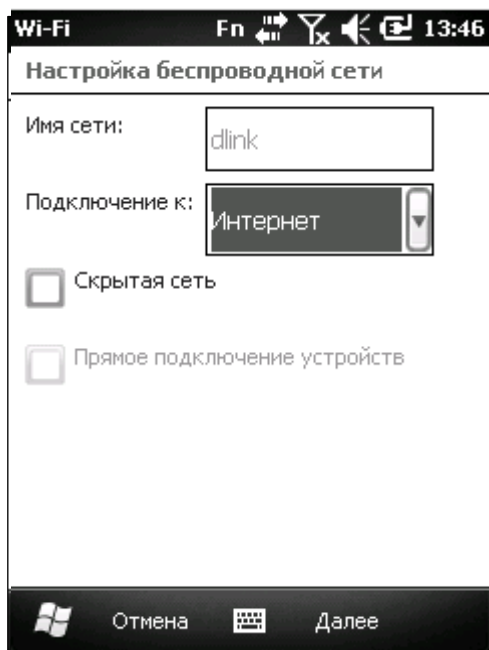 Wi-Fi Fn 13:46
Настройка беспроводной сети
Имя сети: dlink
Подключение к: Интернет
Скрытая сеть
Прямое подключение устройств
Отмена Далее